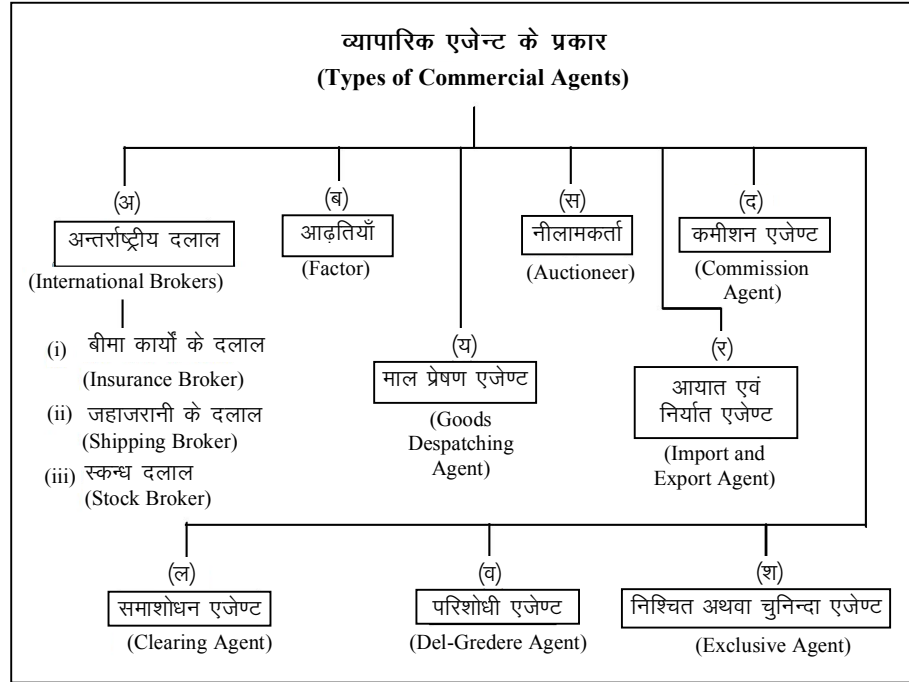 व्यापारिक एजेन्ट के प्रकार
(Types of Commercial Agents)
(अ)
अन्तर्राष्ट्रीय दलाल
(International Brokers)
(i) बीमा कार्यों के दलाल
(Insurance Broker)
(ii) जहाजरानी के दलाल
(Shipping Broker)
(iii) स्कन्ध दलाल
(Stock Broker)
(ब)
आढ़तियाँ
(Factor)
(स)
नीलामकर्ता
(Auctioneer)
(द)
कमीशन एजेण्ट
(Commission
Agent)
(य)
माल प्रेषण एजेण्ट
(Goods
Despatching
Agent)
(र)
आयात एवं
निर्यात एजेण्ट
(Import and
Export Agent)
(ल)
समाशोधन एजेण्ट
(Clearing Agent)
(व)
परिशोधी एजेण्ट
(Del-Gredere Agent)
(श)
निश्चित अथवा चुनिन्दा एजेण्ट
(Exclusive Agent)